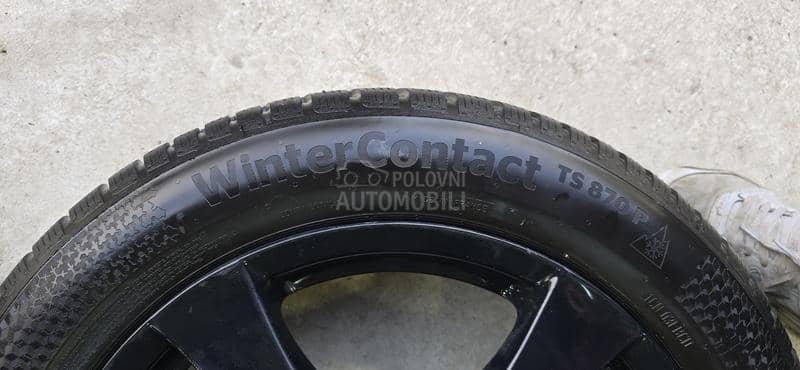 WinterContact TS 870 P
POLOVNI
AUTOMOBILI